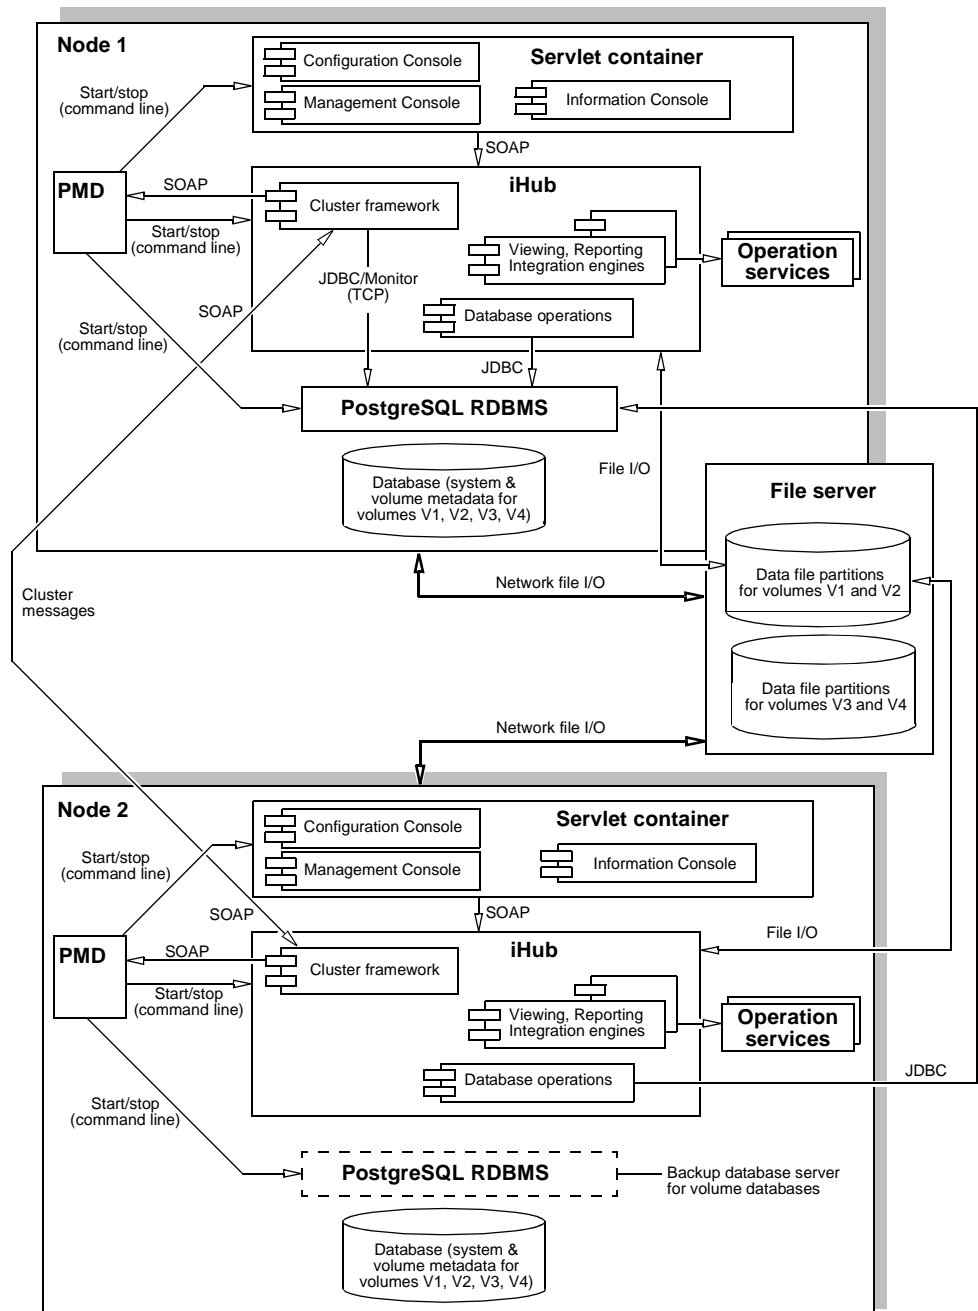 Node 1
Servlet container
Configuration Console
Management Console
Information Console
Start/stop
(command line)
SOAP
PMD
SOAP
iHub
Cluster framework
Start/stop
(command line)
Viewing, Reporting
Integration engines
Operation
services
JDBC/Monitor
(TCP)
SOAP
Database operations
Start/stop
(command line)
JDBC
PostgreSQL RDBMS
File I/O
Database (system &
volume metadata for
volumes V1, V2, V3, V4)
File server
Data file partitions
for volumes V1 and V2
Network file I/O
Cluster
messages
Data file partitions
for volumes V3 and V4
Network file I/O
Node 2
Servlet container
Configuration Console
Management Console
Information Console
Start/stop
(command line)
SOAP
SOAP
File I/O
PMD
SOAP
iHub
Cluster framework
Start/stop
(command line)
Viewing, Reporting
Integration engines
Operation
services
Database operations
JDBC
Start/stop
(command line)
PostgreSQL RDBMS
Backup database server
for volume databases
Database (system &
volume metadata for
volumes V1, V2, V3, V4)